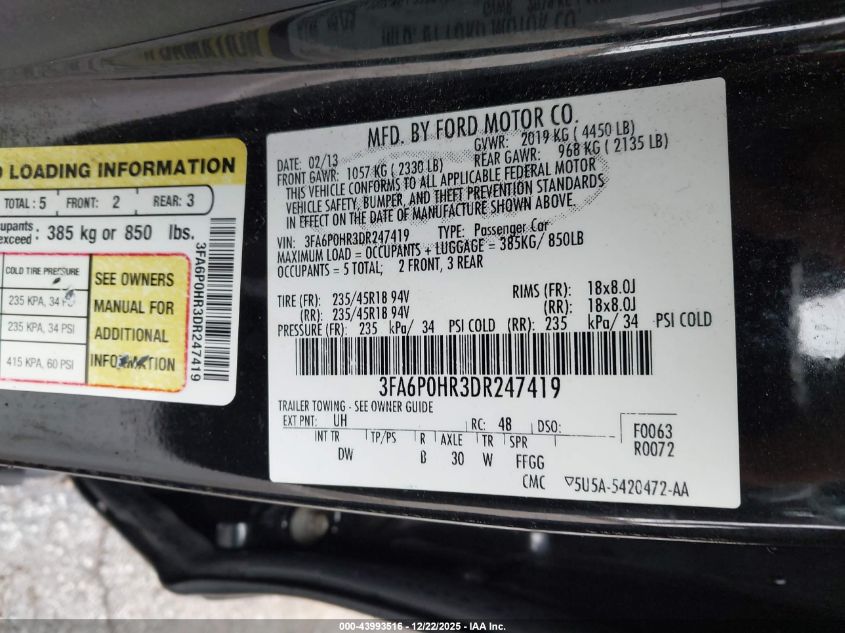 LOADING INFORMATION
TOTAL: 5 FRONT: 2 REAR: 3
385 kg or 850 lbs.
COLD TIRE PRESSURE
235 KPA, 34 PSI
235 KPA, 34 PSI
415 KPA, 60 PSI
SEE OWNERS
MANUAL FOR
ADDITIONAL
INFORMATION
3FA6P0HR3DR247419
MFD. BY FORD MOTOR CO.
DATE: 02/13 GVWR: 2019 KG ( 4450 LB)
FRONT GAWR: 1057 KG ( 2330 LB) REAR GAWR: 968 KG ( 2135 LB)
THIS VEHICLE CONFORMS TO ALL APPLICABLE FEDERAL MOTOR
VEHICLE SAFETY, BUMPER, AND THEFT PREVENTION STANDARDS
IN EFFECT ON THE DATE OF MANUFACTURE SHOWN ABOVE.
VIN: 3FA6P0HR3DR247419 TYPE: Passenger Car
MAXIMUM LOAD = OCCUPANTS + LUGGAGE = 385KG/ 850LB
OCCUPANTS = 5 TOTAL; 2 FRONT, 3 REAR
TIRE (FR): 235/45R18 94V RIMS (FR): 18x8.0J
(RR): 235/45R18 94V (RR): 18x8.0J
PRESSURE (FR): 235 kPa/ 34 PSI COLD (RR): 235 kPa/ 34 PSI COLD
3FA6P0HR3DR247419
TRAILER TOWING - SEE OWNER GUIDE
EXT PNT: UH RC: 48 DSO: F0063
R0072
INT TR TP/PS R AXLE TR SPR
DW B 30 W FFGG
CMC ▽5U5A-5420472-AA
000-43993516 - 12/22/2025 - IAA, Inc.